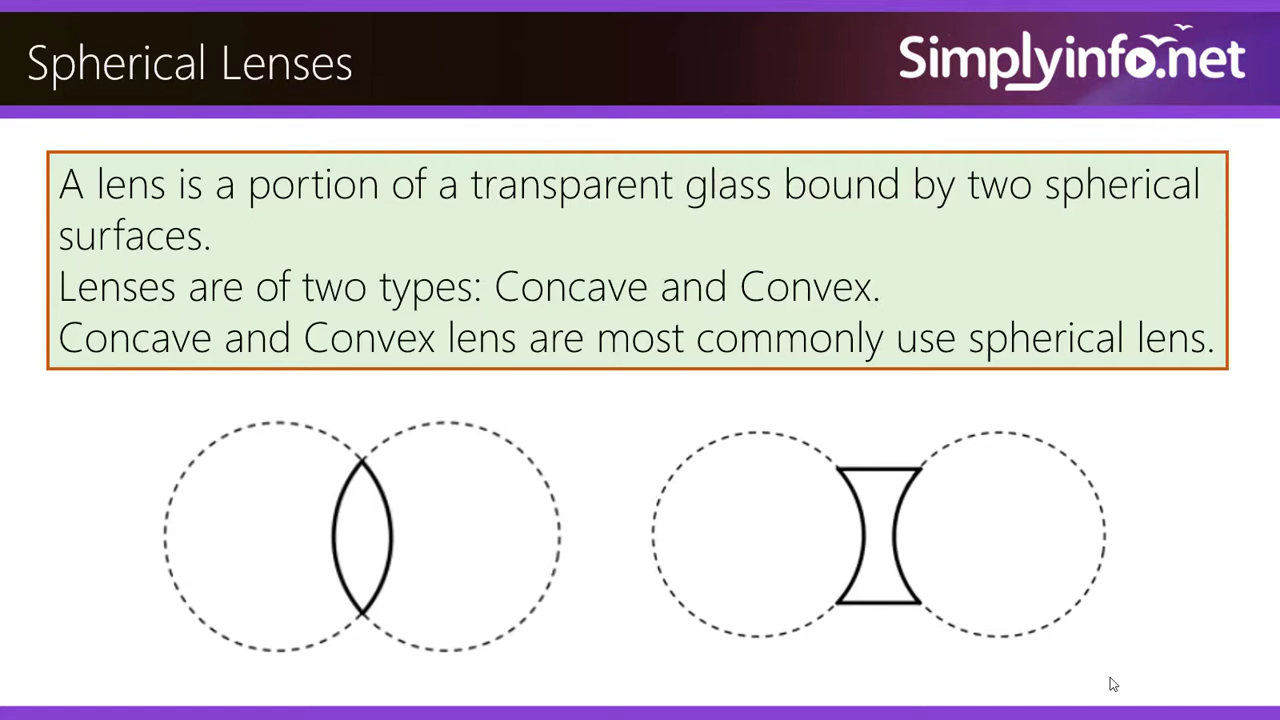 Spherical Lenses
Simplyinfo.net
A lens is a portion of a transparent glass bound by two spherical
surfaces.
Lenses are of two types: Concave and Convex.
Concave and Convex lens are most commonly use spherical lens.